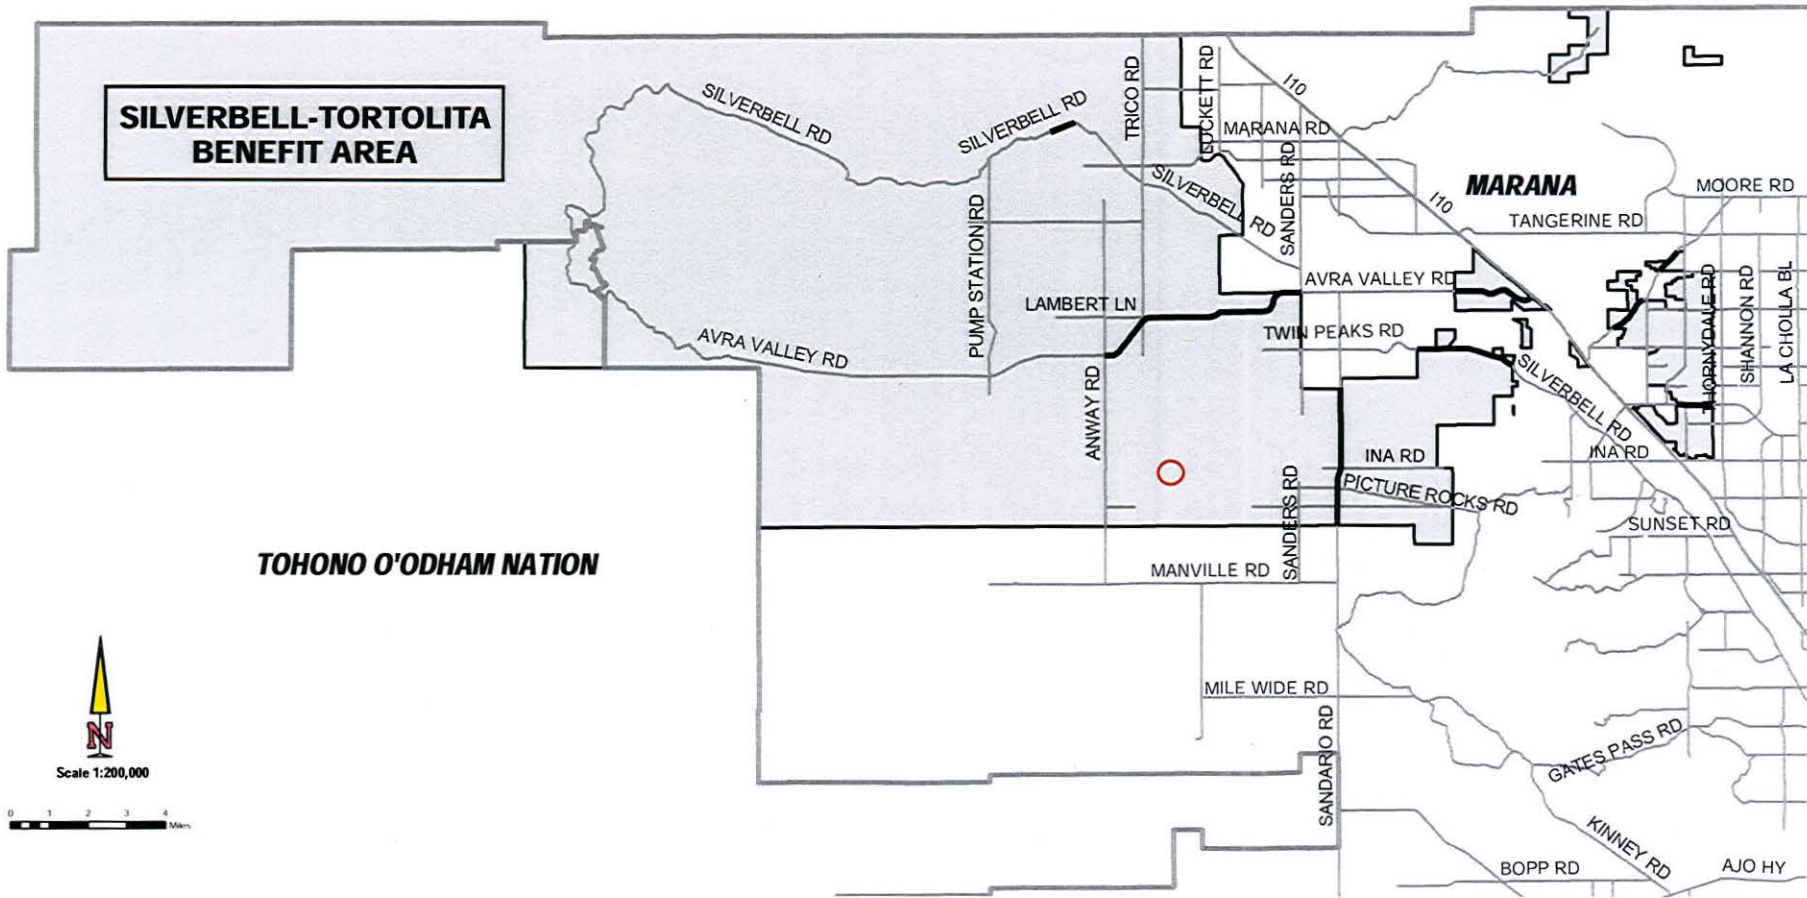 SILVERBELL-TORTOLITA
BENEFIT AREA
SILVERBELL RD
SILVERBELL RD
TRICO RD
LUCKETT RD
I10
MARANA RD
SANDERS RD
SILVERBELL RD
MARANA
MOORE RD
I10
TANGERINE RD
PUMP STATION RD
AVRA VALLEY RD
LAMBERT LN
TWIN PEAKS RD
THORNYDALE RD
SHANNON RD
LA CHOLLA BL
AVRA VALLEY RD
SILVERBELL RD
ANWAY RD
INA RD
INA RD
SANDERS RD
PICTURE ROCKS RD
SUNSET RD
TOHONO O'ODHAM NATION
MANVILLE RD
MILE WIDE RD
SANDARIO RD
GATES PASS RD
N
Scale 1:200,000
0 1 2 3 4
Miles
KINNEY RD
BOPP RD
AJO HY